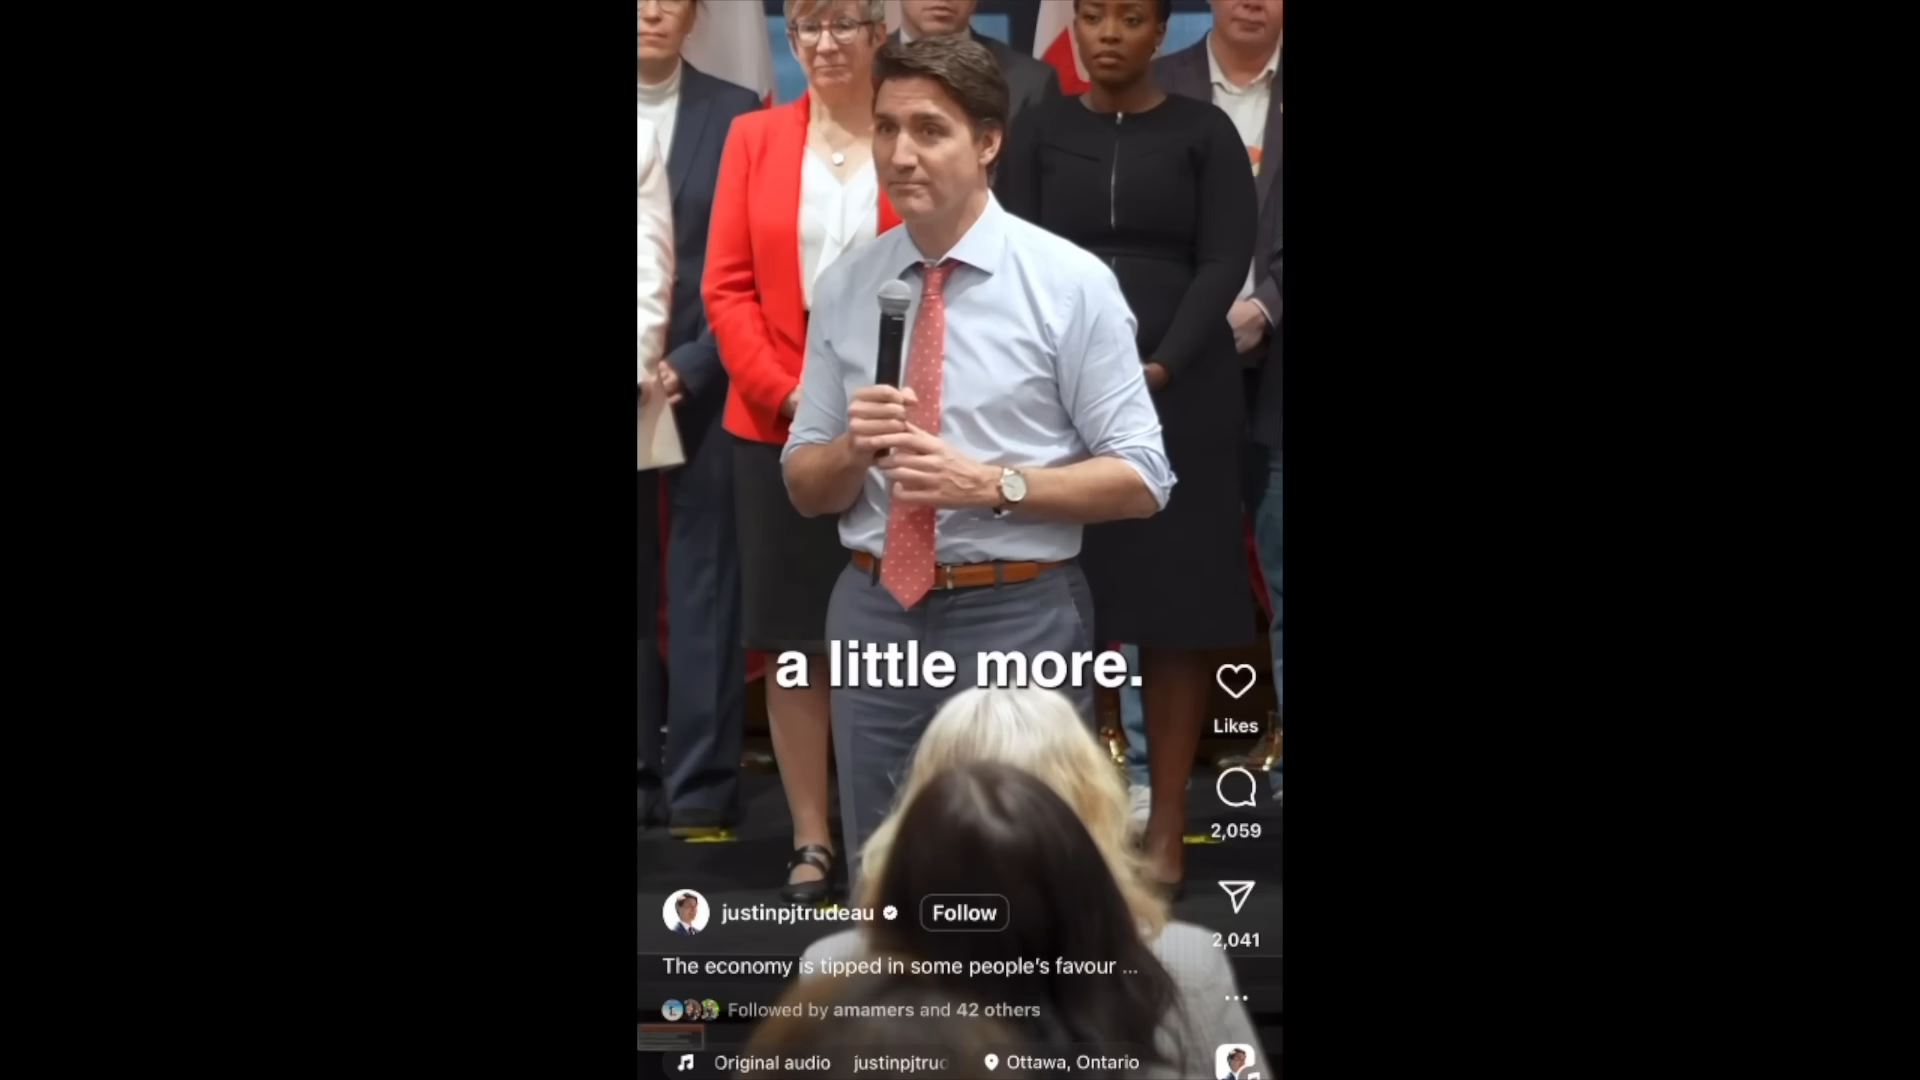 a little more.
Likes
2,059
justinpjtrudeau
Follow
2,041
The economy is tipped in some people's favour ...
Followed by amamers and 42 others
Original audio justinpjtruc
Ottawa, Ontario